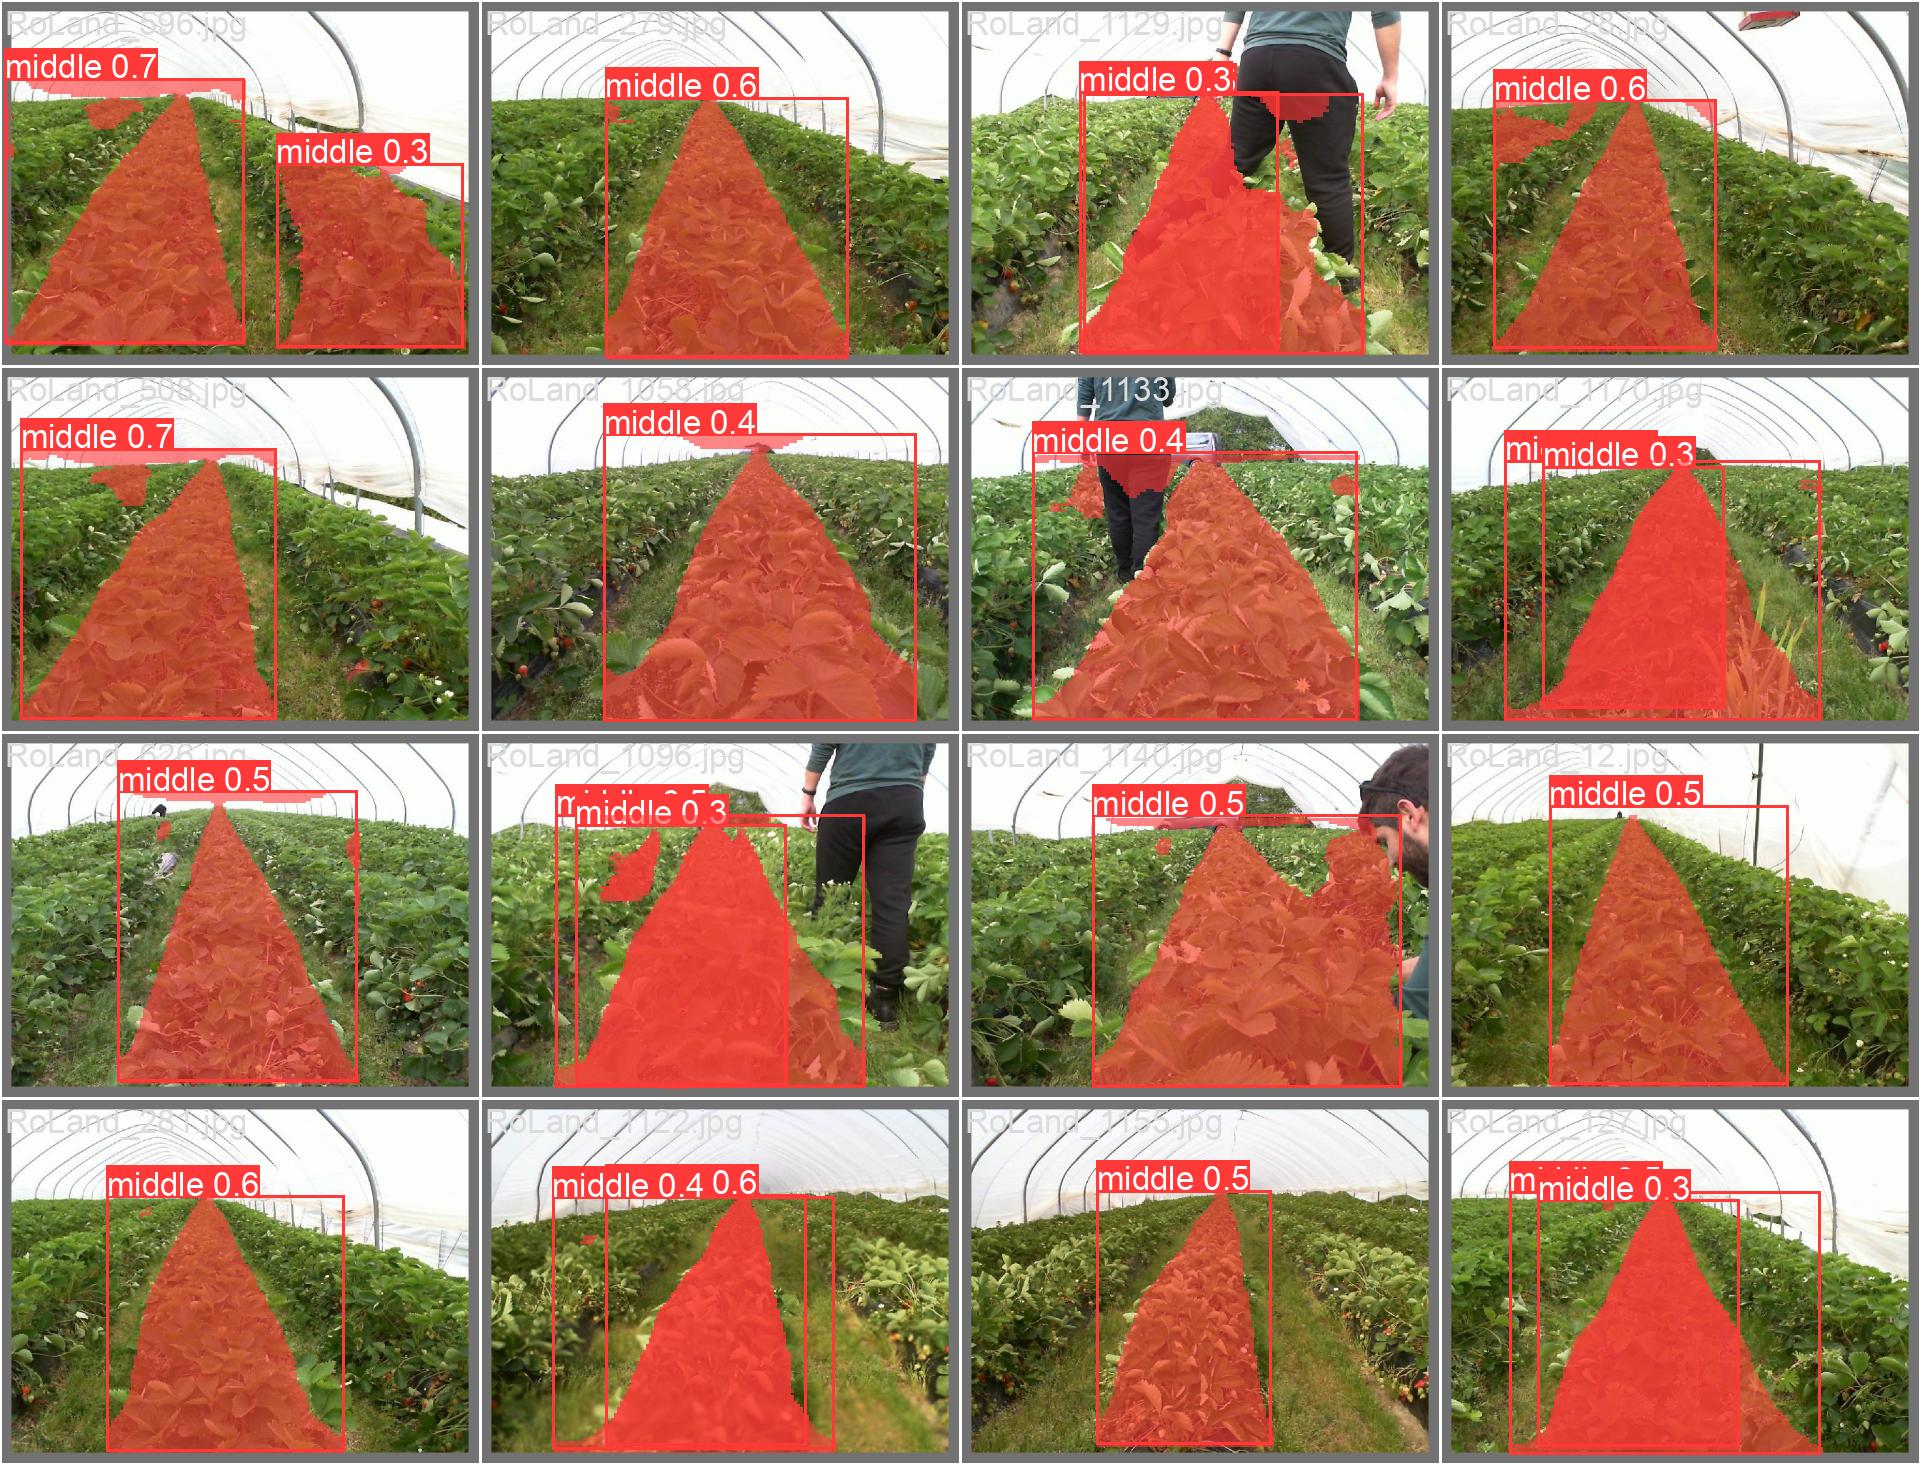 RoLand_596.jpg
middle 0.7
middle 0.3
RoLand_279.jpg
middle 0.6
RoLand_1129.jpg
middle 0.3
RoLand_28.jpg
middle 0.6
RoLand_508.jpg
middle 0.7
RoLand_1058.jpg
middle 0.4
RoLand_1133.jpg
middle 0.4
RoLand_1170.jpg
mi
middle 0.3
RoLand_626.jpg
middle 0.5
RoLand_1096.jpg
middle 0.3
RoLand_1140.jpg
middle 0.5
RoLand_12.jpg
middle 0.5
RoLand_281.jpg
middle 0.6
RoLand_1122.jpg
middle 0.4 0.6
RoLand_1155.jpg
middle 0.5
RoLand_127.jpg
m
middle 0.3